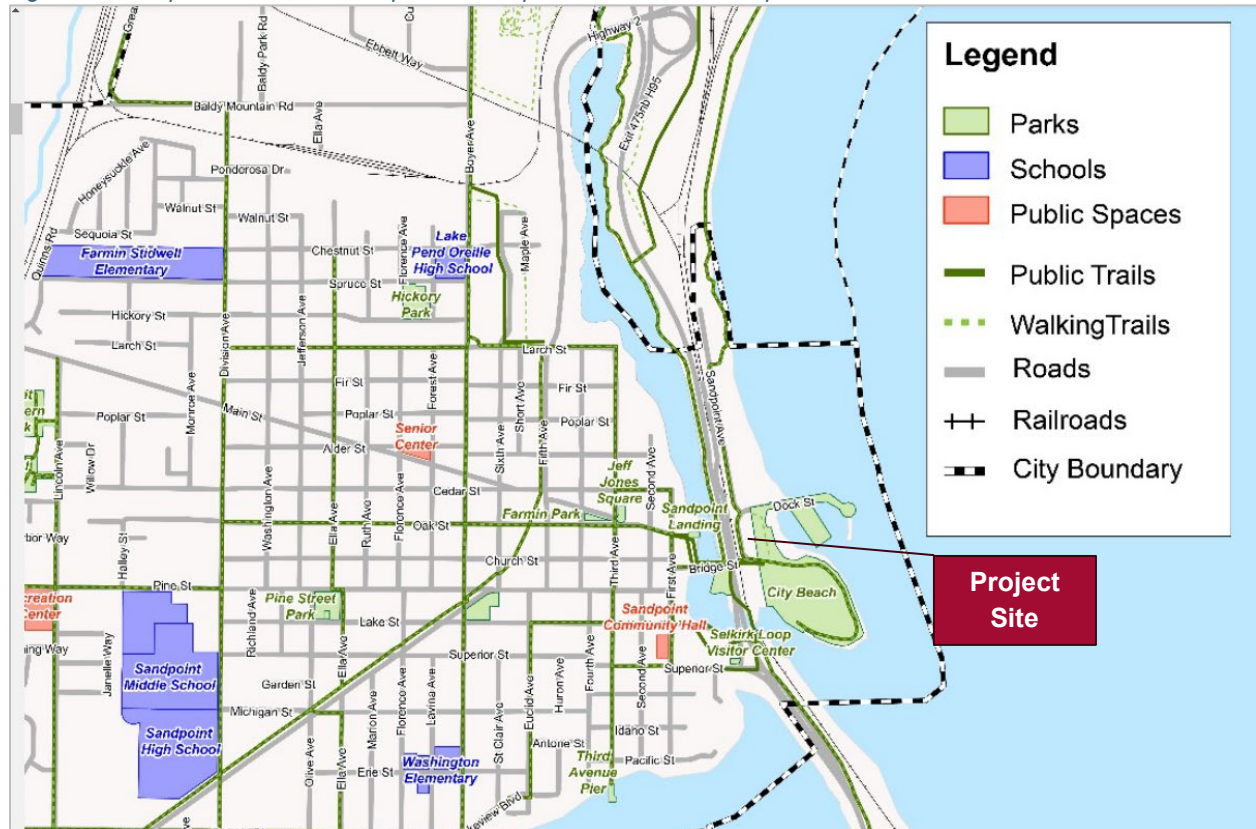 Highway 2
Ebbett Way
Baldy Park Rd
Exit 475nb H95
Baldy Mountain Rd
Ella Ave
Boyer Ave
Honeysuckle Ave
Ponderosa Dr
Walnut St
Walnut St
Sequoia St
Quinns Rd
Farmin Stidwell
Elementary
Chestnut St
Florence Ave
Lake
Pend Oreille
High School
Maple Ave
Spruce St
Hickory
Park
Hickory St
Larch St
Division Ave
Jefferson Ave
Larch St
Monroe Ave
Main St
Fir St
Forest Ave
Short Ave
Fir St
Sandpoint Ave
Poplar St
Poplar St
Poplar St
Senior
Center
Alder St
Sixth Ave
Fifth Ave
Lincoln Ave
Willow Dr
Washington Ave
Cedar St
Jeff
Jones
Square
Second Ave
Ella Ave
Ruth Ave
Florence Ave
Oak St
Farmin Park
Sandpoint
Landing
Dock St
Halley St
Church St
Third Ave
First Ave
Bridge St
City Beach
Pine St
Pine Street
Park
Richland Ave
Lake St
Sandpoint
Community Hall
Selkirk Loop
Visitor Center
Janelle Way
Superior St
Superior St
Sandpoint
Middle School
Garden St
Ella Ave
Michigan St
Marion Ave
Florence Ave
Lavina Ave
St Clair Ave
Euclid Ave
Huron Ave
Fourth Ave
Second Ave
Sandpoint
High School
Olive Ave
Ella Ave
Erie St
Washington
Elementary
Antone St
Idaho St
Pacific St
Third
Avenue
Pier
Legend
Parks
Schools
Public Spaces
Public Trails
WalkingTrails
Roads
Railroads
City Boundary
Project
Site